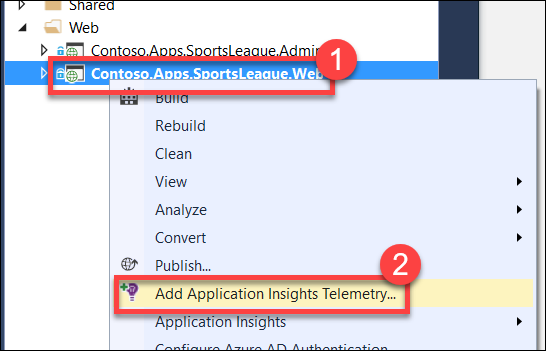 Shared
Web
Contoso.Apps.SportsLeague.Admin
1
Contoso.Apps.SportsLeague.Web
Build
Rebuild
Clean
View
Analyze
Convert
Publish...
2
Add Application Insights Telemetry...
Application Insights
Configure Azure AD Authentication